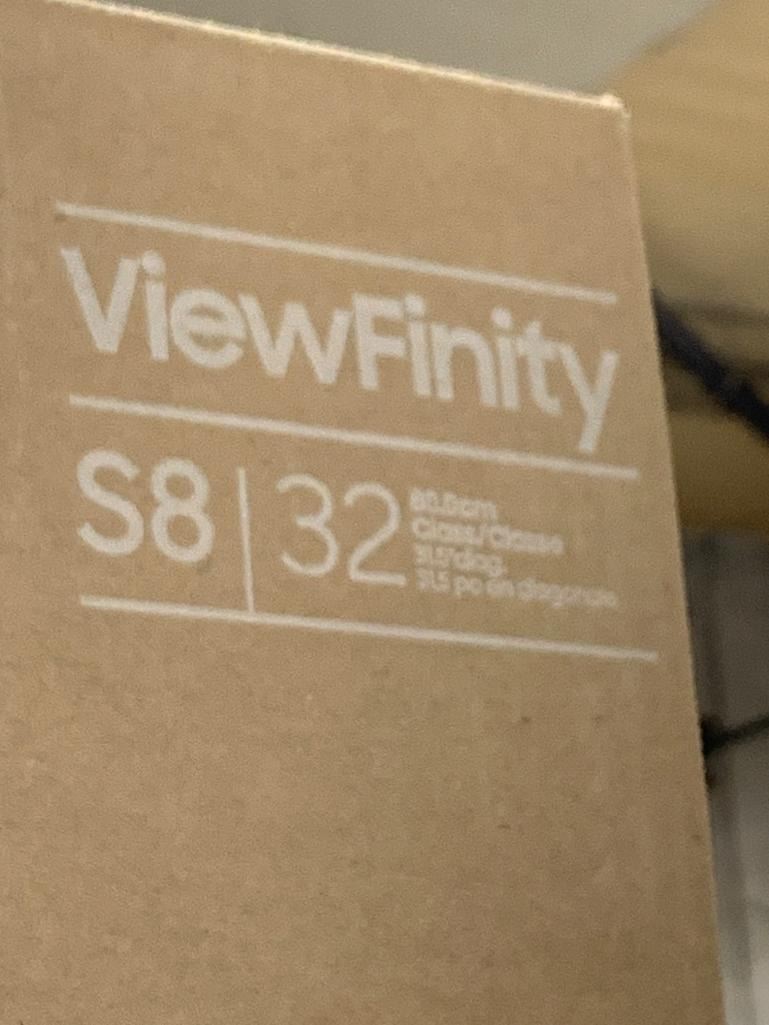 ViewFinity
S8 | 32
80.0cm
Class/Classe
31.5"diag.
31,5 po en diagonale